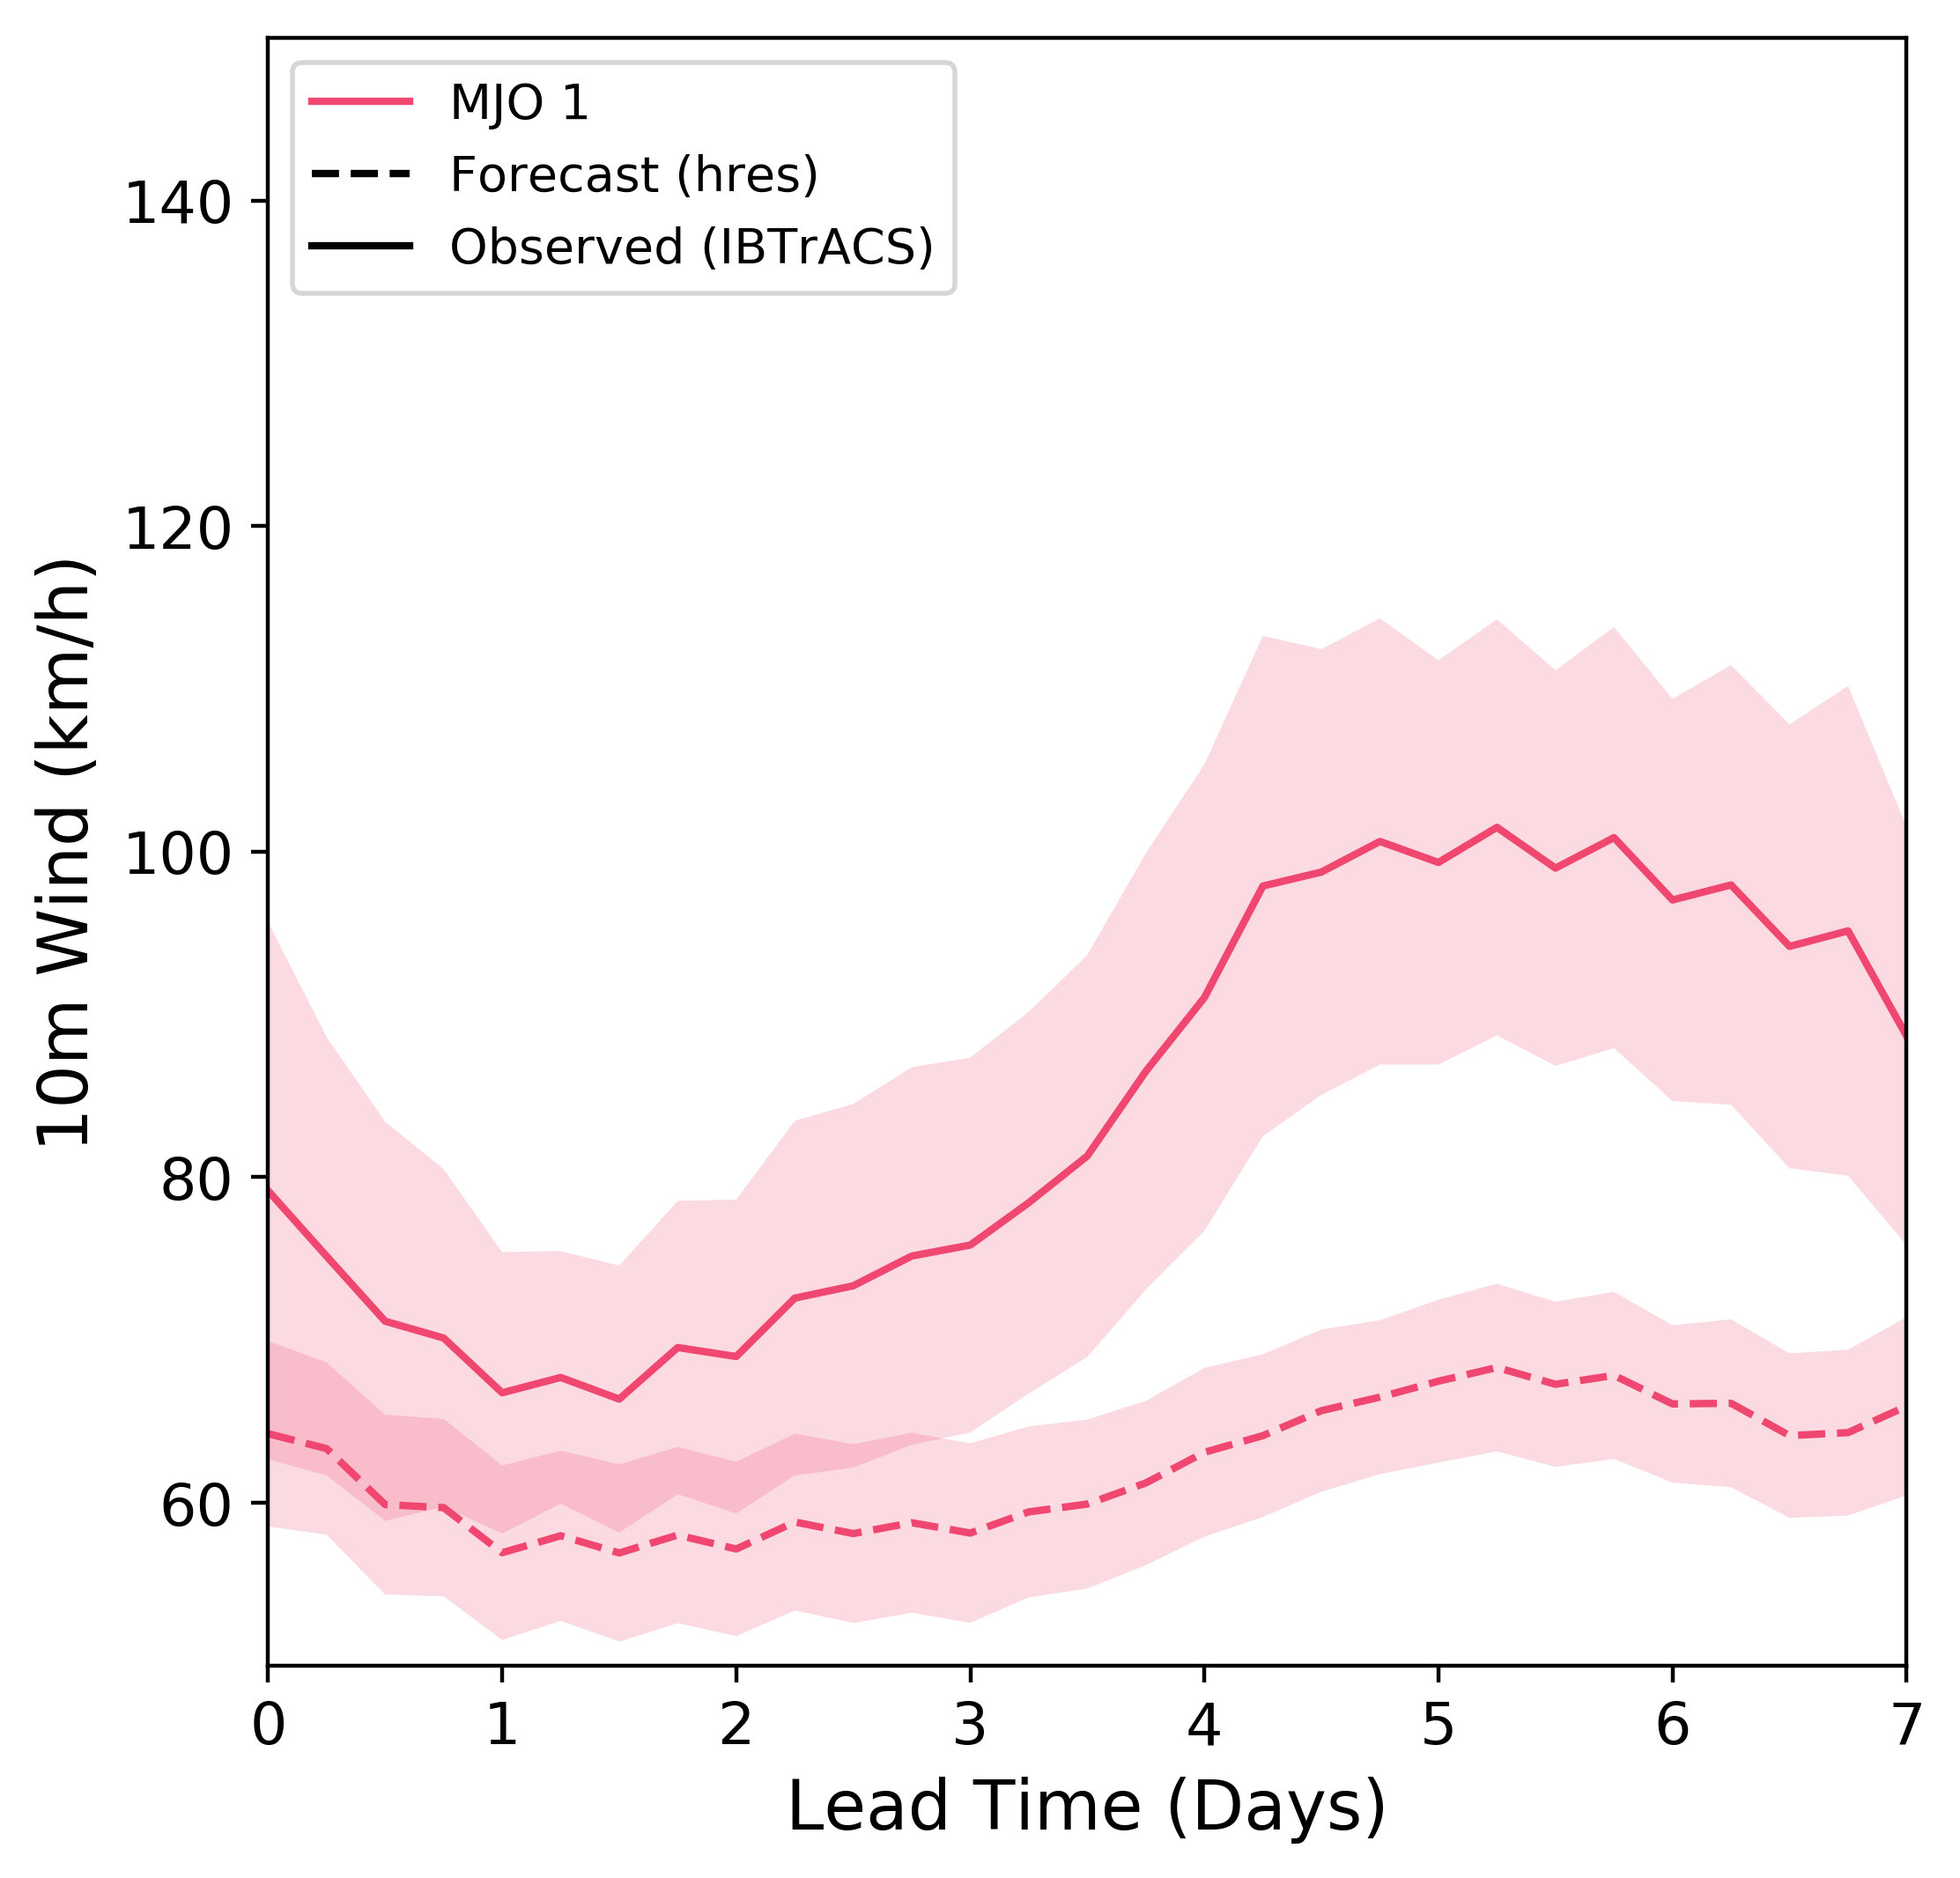 MJO 1
Forecast (hres)
Observed (IBTrACS)
140
120
100
80
60
10m Wind (km/h)
0 1 2 3 4 5 6 7
Lead Time (Days)